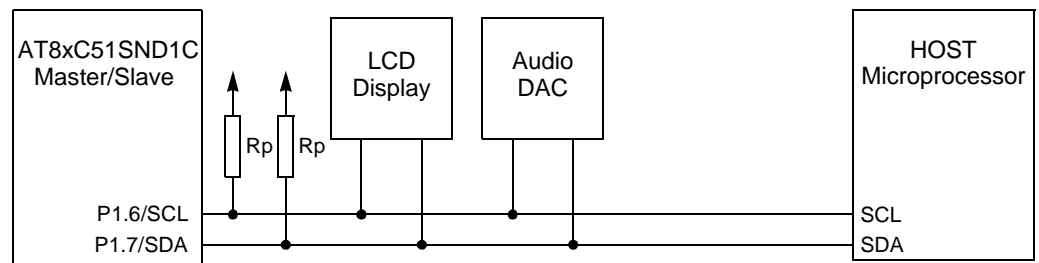 AT8xC51SND1C
Master/Slave
LCD
Display
Audio
DAC
HOST
Microprocessor
Rp
Rp
P1.6/SCL
SCL
P1.7/SDA
SDA